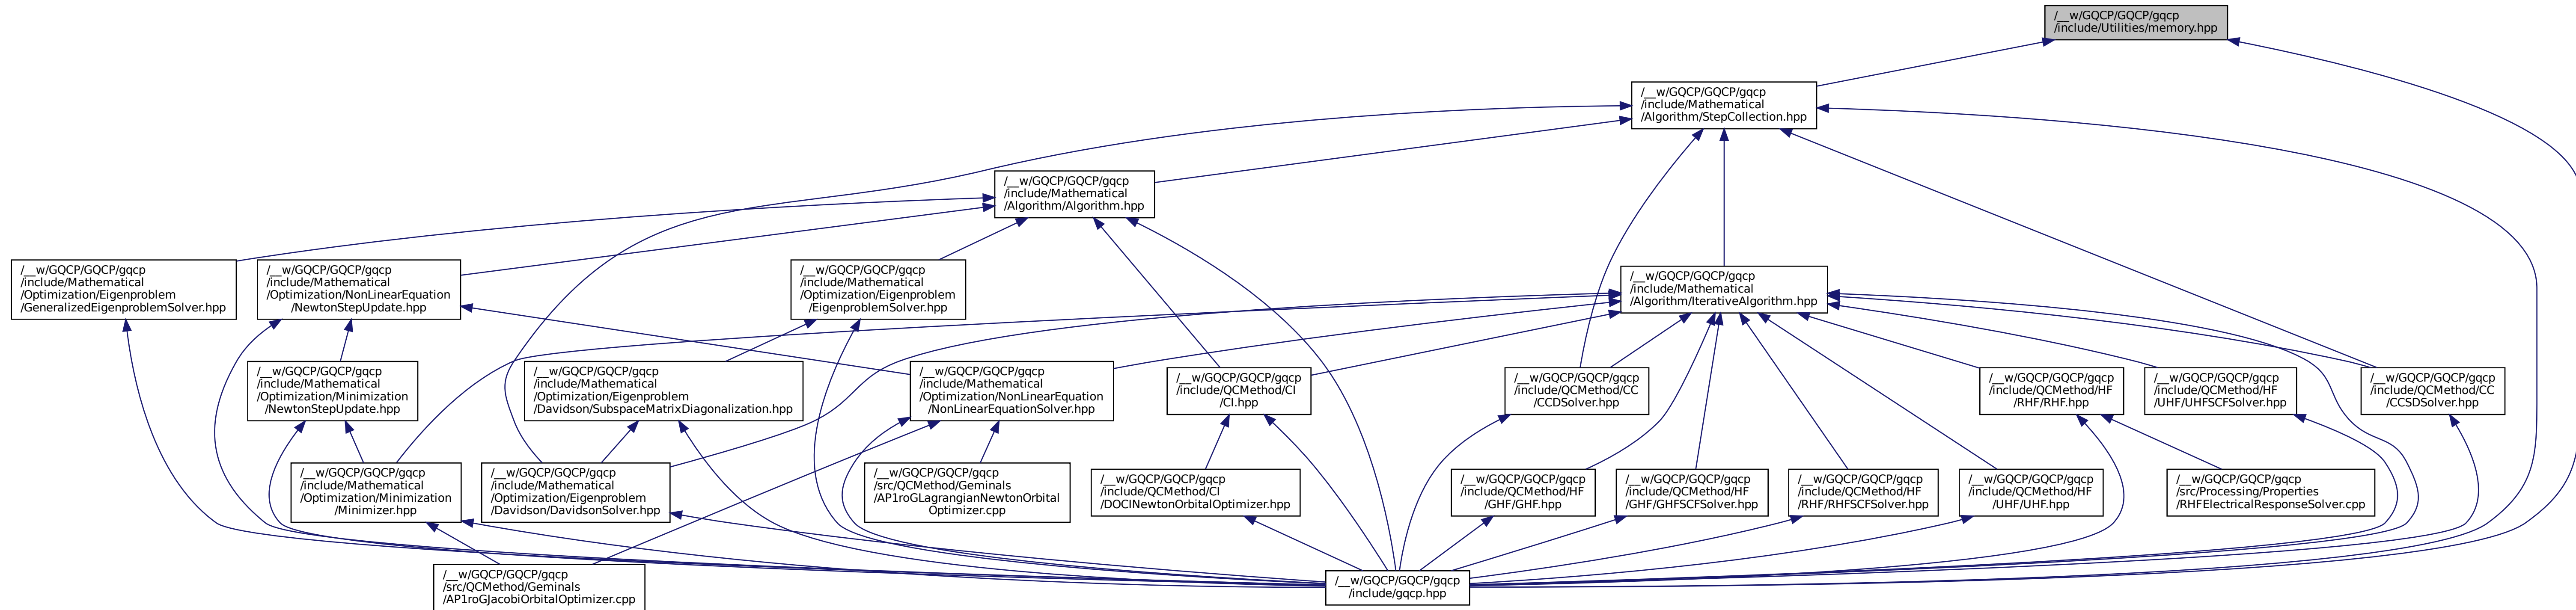 /__w/GQCP/GQCP/gqcp
/include/Utilities/memory.hpp
/__w/GQCP/GQCP/gqcp
/include/Mathematical
/Algorithm/StepCollection.hpp
/__w/GQCP/GQCP/gqcp
/include/Mathematical
/Algorithm/Algorithm.hpp
/__w/GQCP/GQCP/gqcp
/include/Mathematical
/Optimization/Eigenproblem
/GeneralizedEigenproblemSolver.hpp
/__w/GQCP/GQCP/gqcp
/include/Mathematical
/Optimization/NonLinearEquation
/NewtonStepUpdate.hpp
/__w/GQCP/GQCP/gqcp
/include/Mathematical
/Optimization/Eigenproblem
/EigenproblemSolver.hpp
/__w/GQCP/GQCP/gqcp
/include/Mathematical
/Algorithm/IterativeAlgorithm.hpp
/__w/GQCP/GQCP/gqcp
/include/Mathematical
/Optimization/Minimization
/NewtonStepUpdate.hpp
/__w/GQCP/GQCP/gqcp
/include/Mathematical
/Optimization/Eigenproblem
/Davidson/SubspaceMatrixDiagonalization.hpp
/__w/GQCP/GQCP/gqcp
/include/Mathematical
/Optimization/NonLinearEquation
/NonLinearEquationSolver.hpp
/__w/GQCP/GQCP/gqcp
/include/QCMethod/CI
/CI.hpp
/__w/GQCP/GQCP/gqcp
/include/QCMethod/CC
/CCDSolver.hpp
/__w/GQCP/GQCP/gqcp
/include/QCMethod/HF
/RHF/RHF.hpp
/__w/GQCP/GQCP/gqcp
/include/QCMethod/HF
/UHF/UHFSCFSolver.hpp
/__w/GQCP/GQCP/gqcp
/include/QCMethod/CC
/CCSDSolver.hpp
/__w/GQCP/GQCP/gqcp
/include/Mathematical
/Optimization/Minimization
/Minimizer.hpp
/__w/GQCP/GQCP/gqcp
/include/Mathematical
/Optimization/Eigenproblem
/Davidson/DavidsonSolver.hpp
/__w/GQCP/GQCP/gqcp
/src/QCMethod/Geminals
/AP1roGLagrangianNewtonOrbital
Optimizer.cpp
/__w/GQCP/GQCP/gqcp
/include/QCMethod/CI
/DOCINewtonOrbitalOptimizer.hpp
/__w/GQCP/GQCP/gqcp
/include/QCMethod/HF
/GHF/GHF.hpp
/__w/GQCP/GQCP/gqcp
/include/QCMethod/HF
/GHF/GHFSCFSolver.hpp
/__w/GQCP/GQCP/gqcp
/include/QCMethod/HF
/RHF/RHFSCFSolver.hpp
/__w/GQCP/GQCP/gqcp
/include/QCMethod/HF
/UHF/UHF.hpp
/__w/GQCP/GQCP/gqcp
/src/Processing/Properties
/RHFElectricalResponseSolver.cpp
/__w/GQCP/GQCP/gqcp
/src/QCMethod/Geminals
/AP1roGJacobiOrbitalOptimizer.cpp
/__w/GQCP/GQCP/gqcp
/include/gqcp.hpp